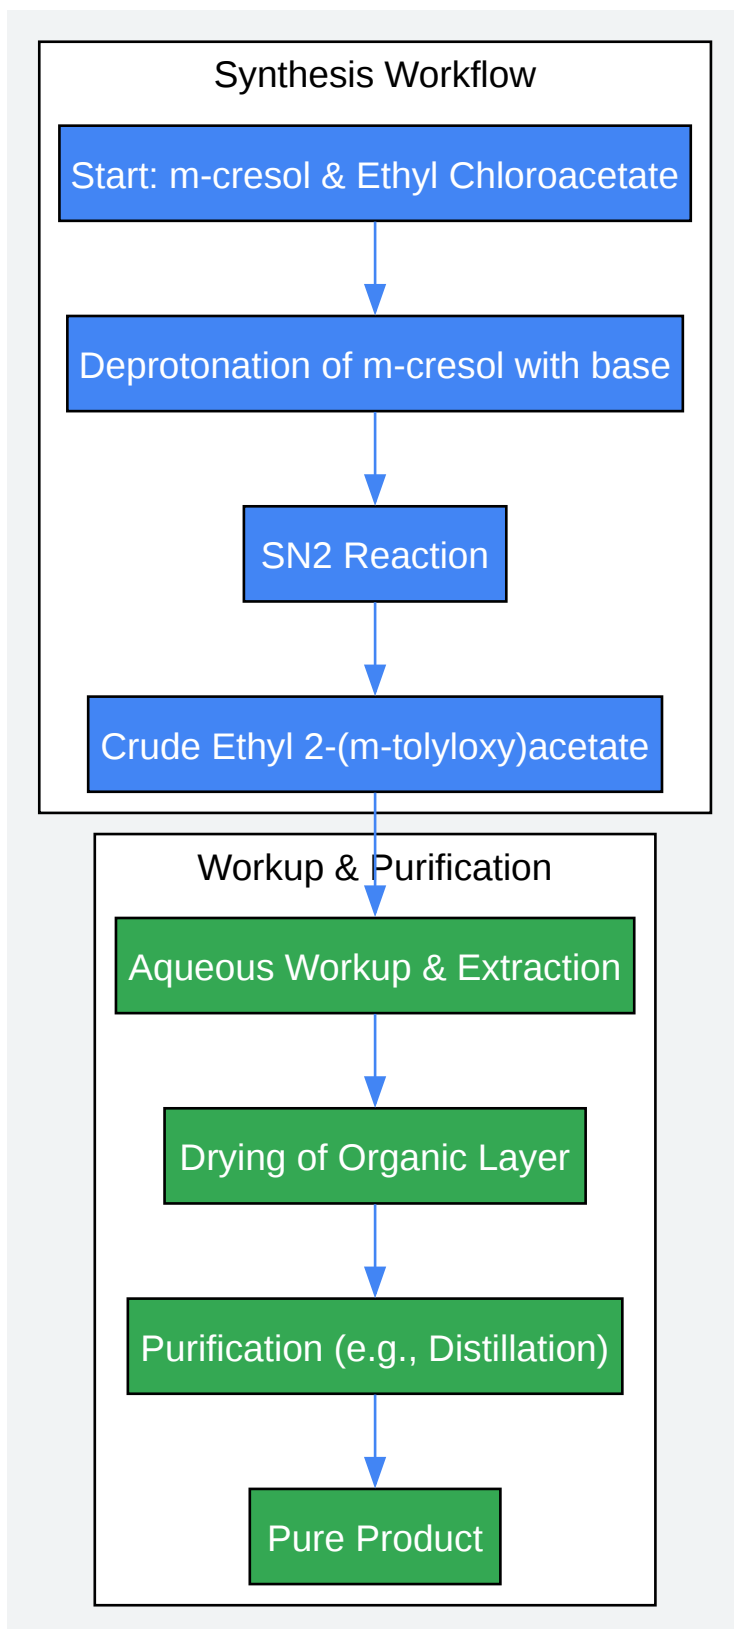 Synthesis Workflow
Start: m-cresol & Ethyl Chloroacetate
Deprotonation of m-cresol with base
SN2 Reaction
Crude Ethyl 2-(m-tolyloxy)acetate
Workup & Purification
Aqueous Workup & Extraction
Drying of Organic Layer
Purification (e.g., Distillation)
Pure Product